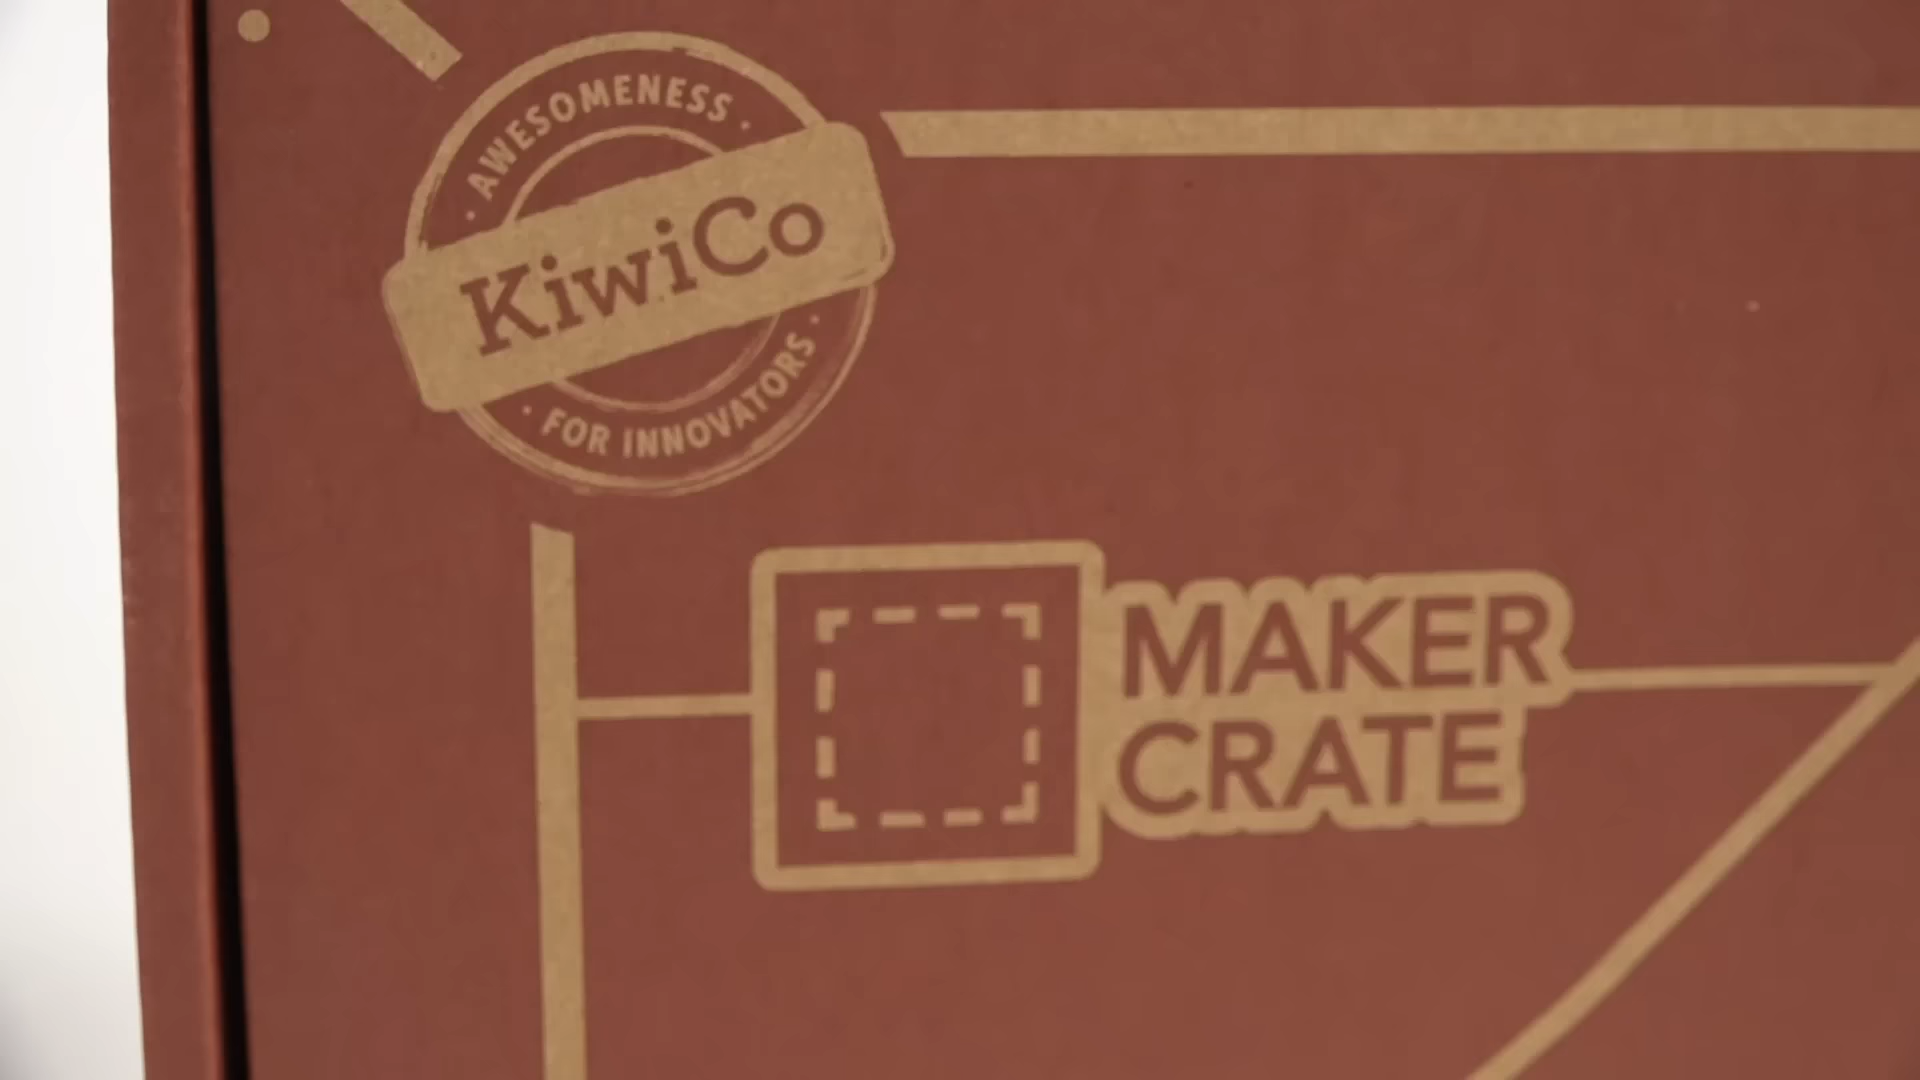 · AWESOMENESS ·
KiwiCo
· FOR INNOVATORS ·
MAKER
CRATE